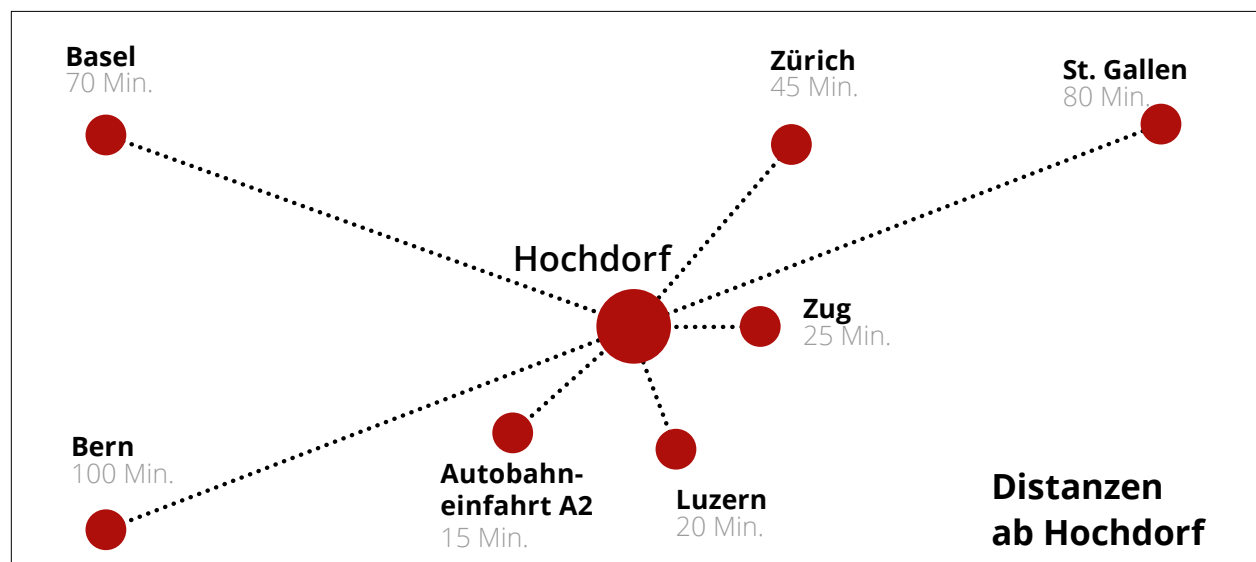 Basel
70 Min.
Zürich
45 Min.
St. Gallen
80 Min.
Hochdorf
Zug
25 Min.
Bern
100 Min.
Autobahn-
einfahrt A2
15 Min.
Luzern
20 Min.
Distanzen
ab Hochdorf